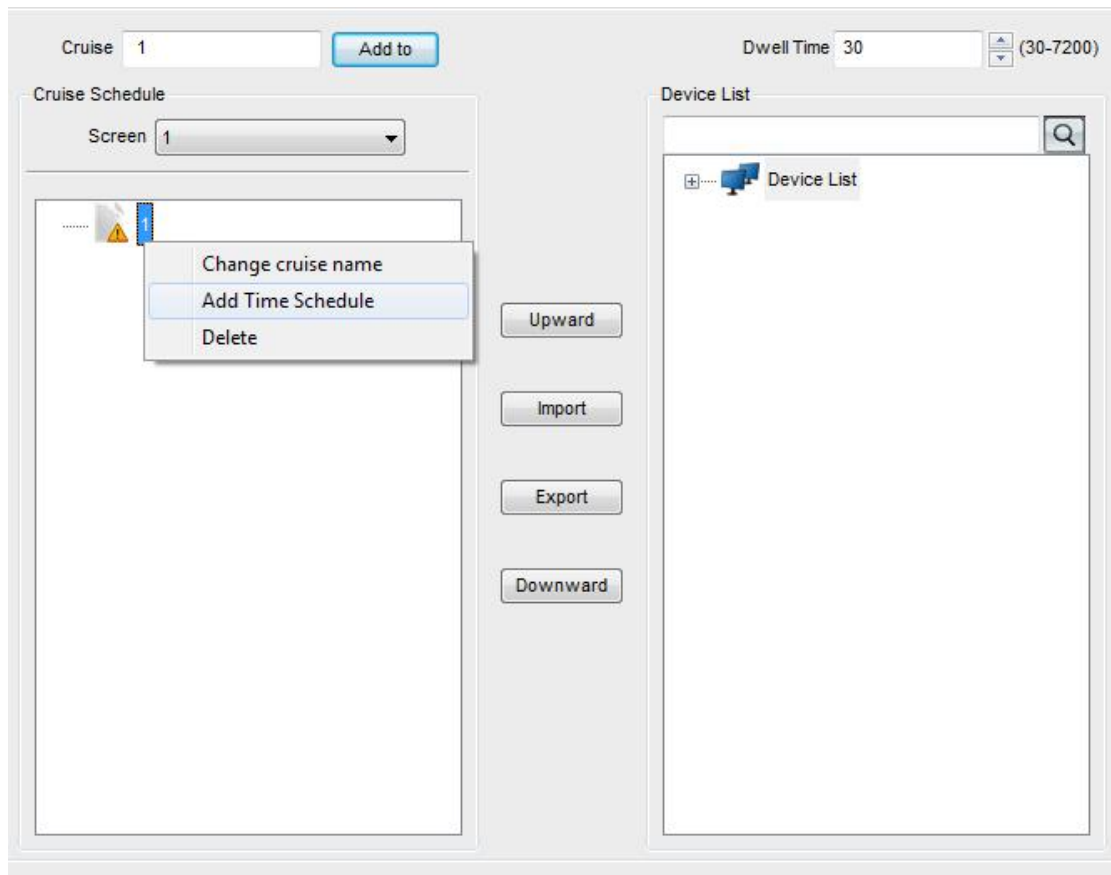 Cruise 1 Add to Dwell Time 30 (30-7200)
Cruise Schedule
Screen 1
1
Change cruise name
Add Time Schedule
Delete
Upward
Import
Export
Downward
Device List
Device List